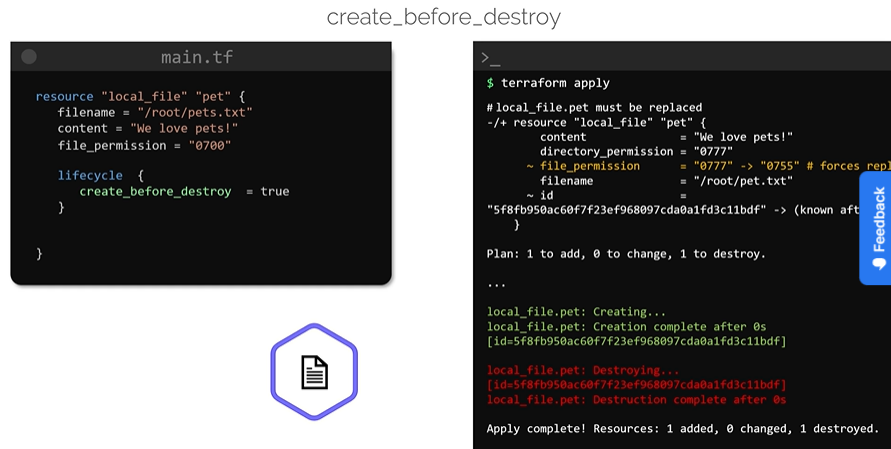 create_before_destroy
main.tf
resource "local_file" "pet" {
filename = "/root/pets.txt"
content = "We love pets!"
file_permission = "0700"
lifecycle {
create_before_destroy = true
}
}
>_
$ terraform apply
# local_file.pet must be replaced
-/+ resource "local_file" "pet" {
content = "We love pets!"
directory_permission = "0777"
~ file_permission = "0777" -> "0755" # forces repl
filename = "/root/pet.txt"
~ id =
"5f8fb950ac60f7f23ef968097cda0a1fd3c11bdf" -> (known aft
}
Plan: 1 to add, 0 to change, 1 to destroy.
...
local_file.pet: Creating...
local_file.pet: Creation complete after 0s
[id=5f8fb950ac60f7f23ef968097cda0a1fd3c11bdf]
local_file.pet: Destroying...
[id=5f8fb950ac60f7f23ef968097cda0a1fd3c11bdf]
local_file.pet: Destruction complete after 0s
Apply complete! Resources: 1 added, 0 changed, 1 destroyed.
Feedback